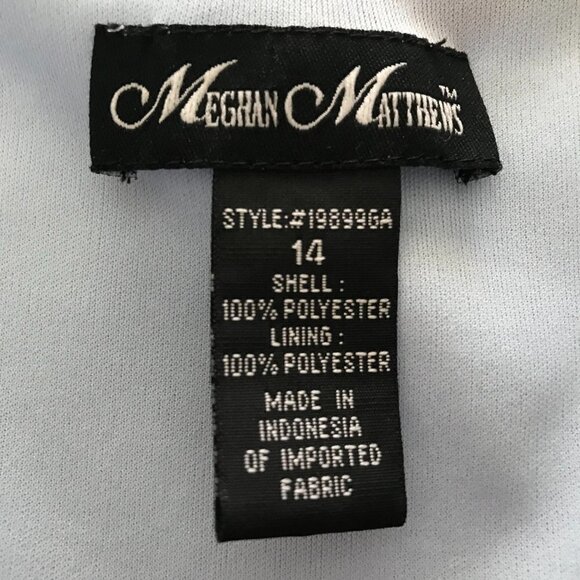 MEGHAN MATTHEWS™
STYLE:#19899GA
14
SHELL :
100% POLYESTER
LINING :
100% POLYESTER
MADE IN
INDONESIA
OF IMPORTED
FABRIC